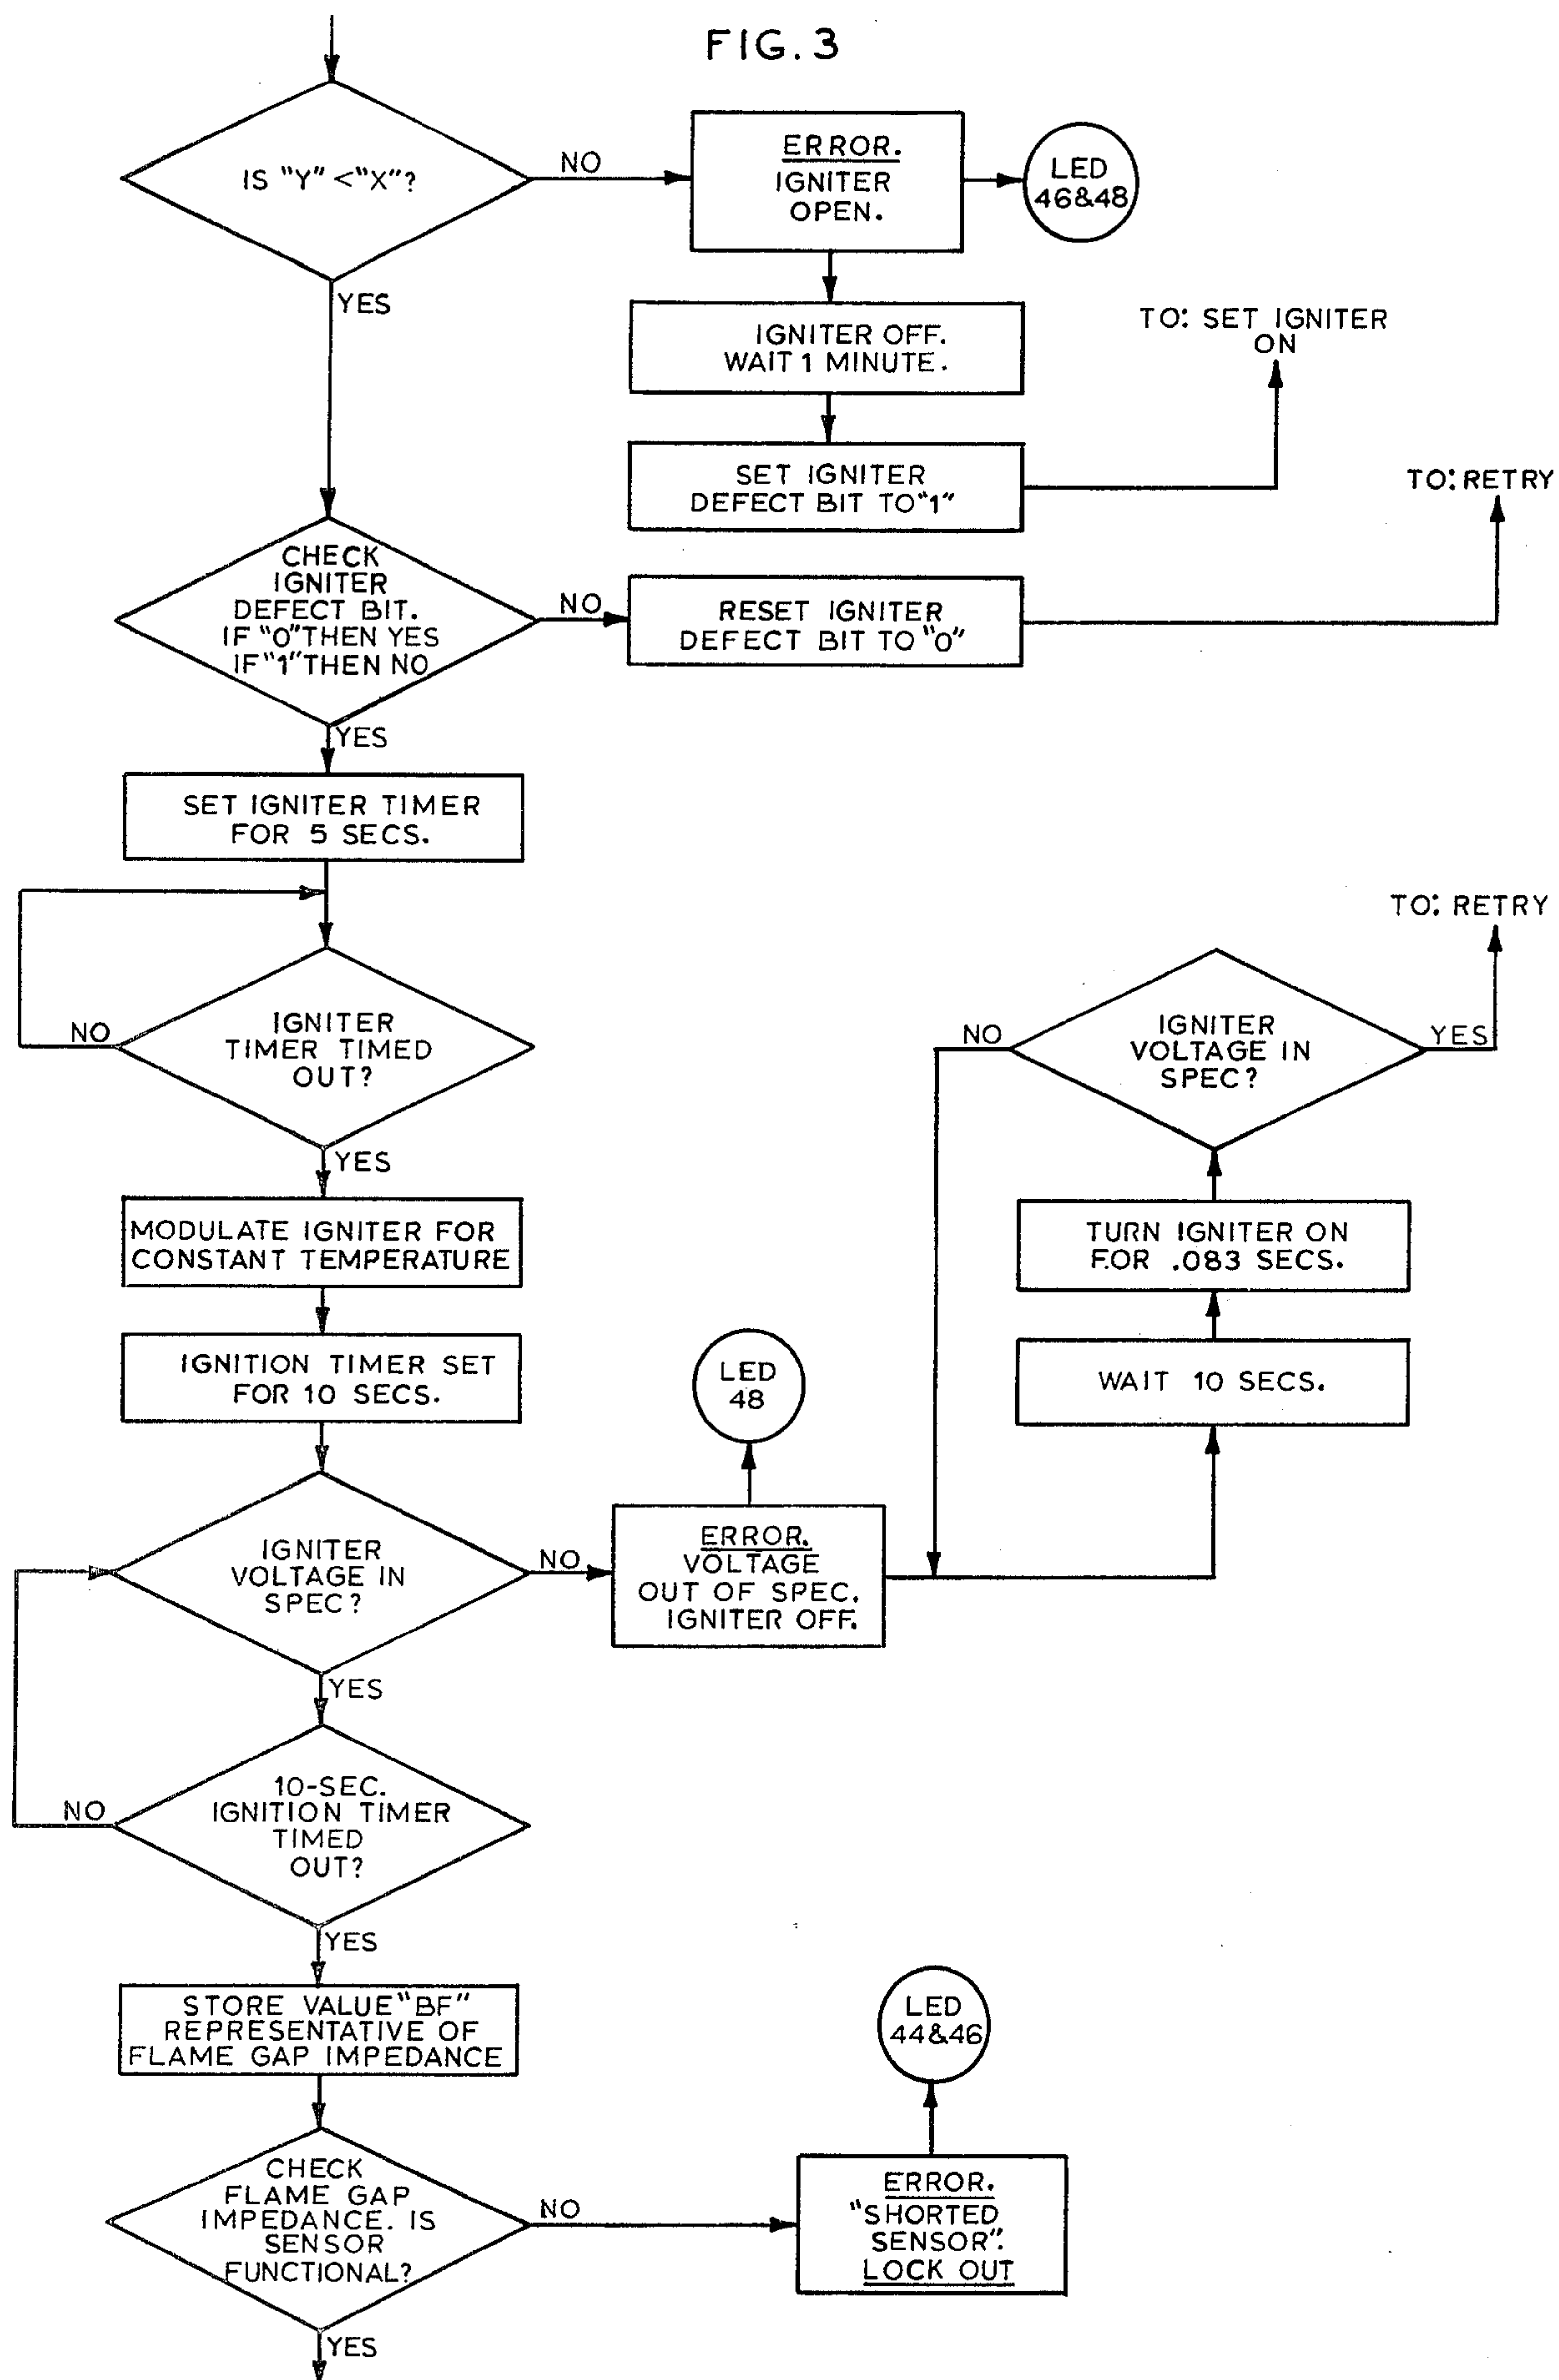 FIG. 3
IS "Y" < "X"?
NO
ERROR.
IGNITER
OPEN.
LED
46&48
YES
IGNITER OFF.
WAIT 1 MINUTE.
TO: SET IGNITER
ON
SET IGNITER
DEFECT BIT TO "1"
TO: RETRY
CHECK
IGNITER
DEFECT BIT.
IF "0" THEN YES
IF "1" THEN NO
NO
RESET IGNITER
DEFECT BIT TO "0"
YES
SET IGNITER TIMER
FOR 5 SECS.
TO: RETRY
NO
IGNITER
TIMER TIMED
OUT?
NO
IGNITER
VOLTAGE IN
SPEC?
YES
YES
MODULATE IGNITER FOR
CONSTANT TEMPERATURE
TURN IGNITER ON
FOR .083 SECS.
IGNITION TIMER SET
FOR 10 SECS.
LED
48
WAIT 10 SECS.
IGNITER
VOLTAGE IN
SPEC?
NO
ERROR.
VOLTAGE
OUT OF SPEC.
IGNITER OFF.
YES
NO
10-SEC.
IGNITION TIMER
TIMED
OUT?
YES
STORE VALUE "BF"
REPRESENTATIVE OF
FLAME GAP IMPEDANCE
LED
44&46
CHECK
FLAME GAP
IMPEDANCE. IS
SENSOR
FUNCTIONAL?
NO
ERROR.
"SHORTED
SENSOR".
LOCK OUT
YES